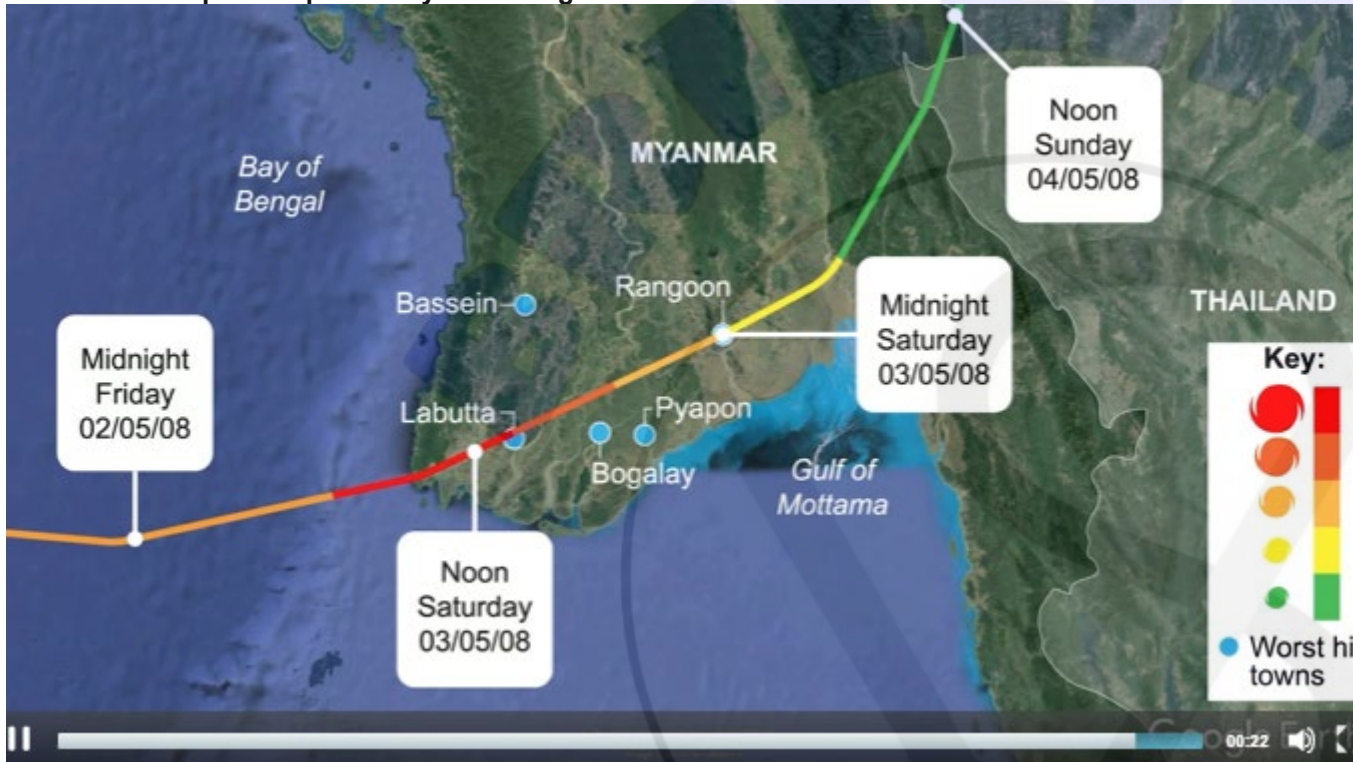 Bay of
Bengal
MYANMAR
Noon
Sunday
04/05/08
Bassein
Rangoon
Midnight
Saturday
03/05/08
THAILAND
Midnight
Friday
02/05/08
Labutta
Pyapon
Bogalay
Gulf of
Mottama
Noon
Saturday
03/05/08
Key:
Worst hi
towns
Google Earth
00:22